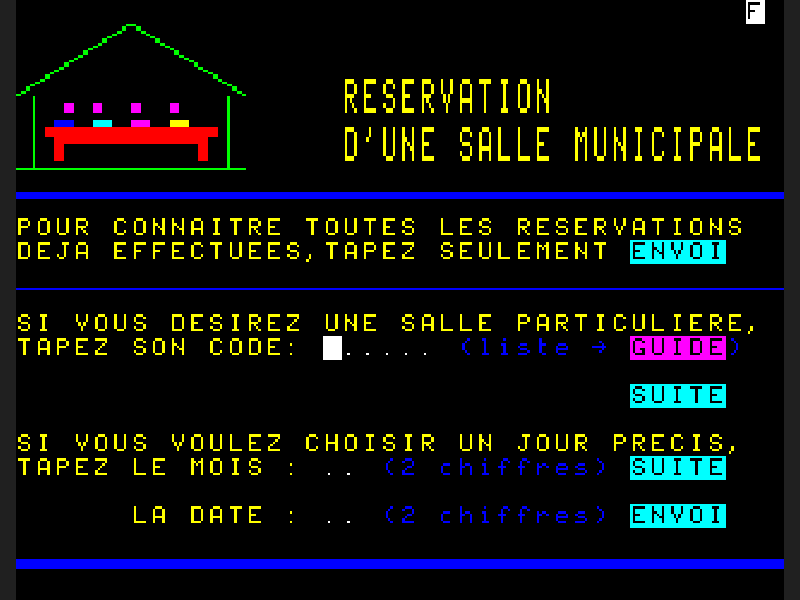 F
RESERVATION
D'UNE SALLE MUNICIPALE
POUR CONNAITRE TOUTES LES RESERVATIONS
DEJA EFFECTUEES,TAPEZ SEULEMENT ENVOI
SI VOUS DESIREZ UNE SALLE PARTICULIERE,
TAPEZ SON CODE: ..... (liste → GUIDE)
SUITE
SI VOUS VOULEZ CHOISIR UN JOUR PRECIS,
TAPEZ LE MOIS : .. (2 chiffres) SUITE
LA DATE : .. (2 chiffres) ENVOI